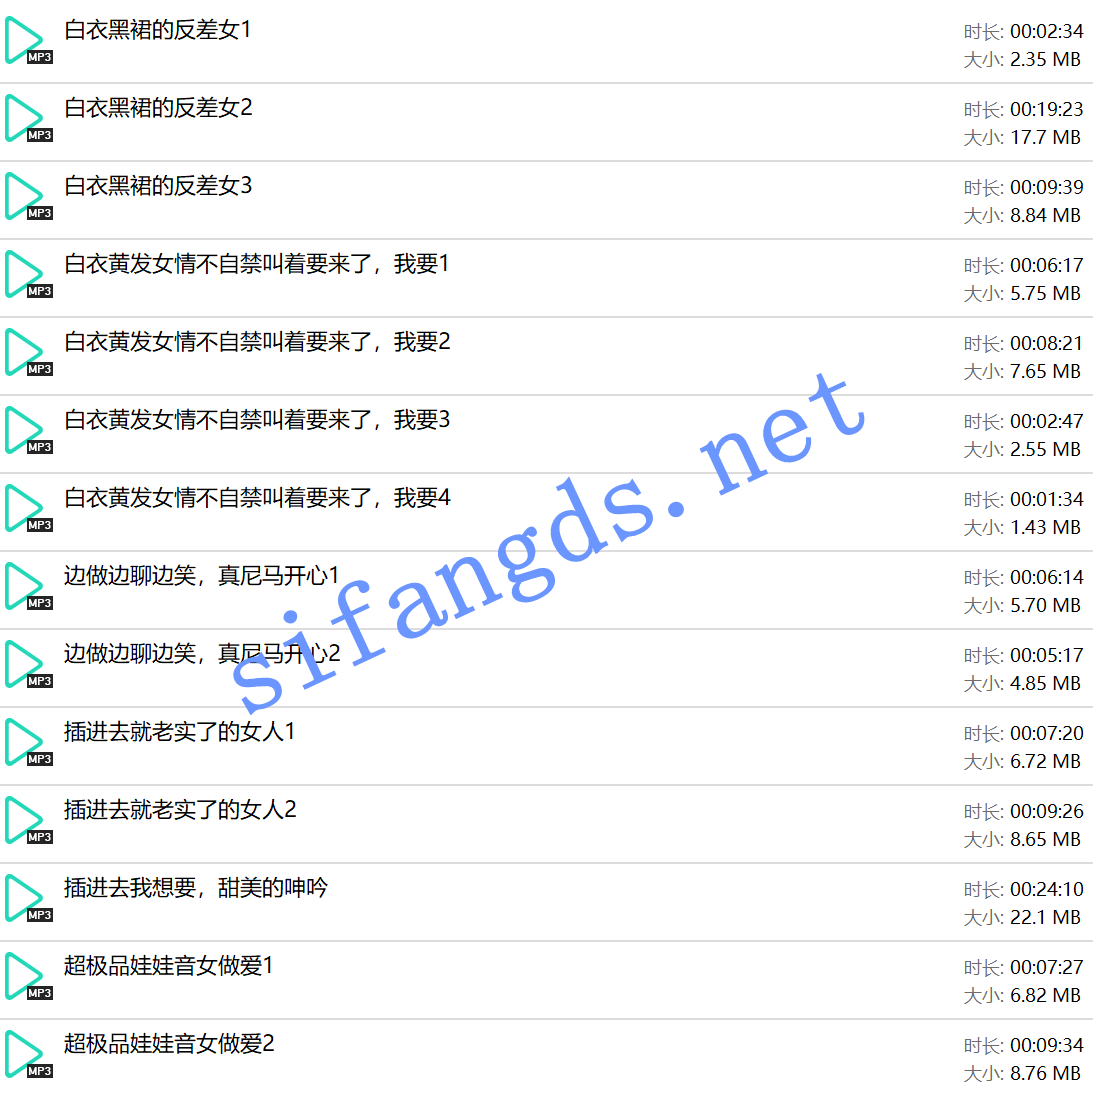 白衣黑裙的反差女1
时长: 00:02:34
MP3
大小: 2.35 MB
白衣黑裙的反差女2
时长: 00:19:23
MP3
大小: 17.7 MB
白衣黑裙的反差女3
时长: 00:09:39
MP3
大小: 8.84 MB
白衣黄发女情不自禁叫着要来了，我要1
时长: 00:06:17
MP3
大小: 5.75 MB
白衣黄发女情不自禁叫着要来了，我要2
时长: 00:08:21
MP3
大小: 7.65 MB
白衣黄发女情不自禁叫着要来了，我要3
时长: 00:02:47
MP3
大小: 2.55 MB
白衣黄发女情不自禁叫着要来了，我要4
时长: 00:01:34
MP3
大小: 1.43 MB
边做边聊边笑，真尼马开心1
时长: 00:06:14
MP3
大小: 5.70 MB
边做边聊边笑，真尼马开心2
时长: 00:05:17
MP3
大小: 4.85 MB
插进去就老实了的女人1
时长: 00:07:20
MP3
大小: 6.72 MB
插进去就老实了的女人2
时长: 00:09:26
MP3
大小: 8.65 MB
插进去我想要，甜美的呻吟
时长: 00:24:10
MP3
大小: 22.1 MB
超极品娃娃音女做爱1
时长: 00:07:27
MP3
大小: 6.82 MB
超极品娃娃音女做爱2
时长: 00:09:34
MP3
大小: 8.76 MB
sifangds.net